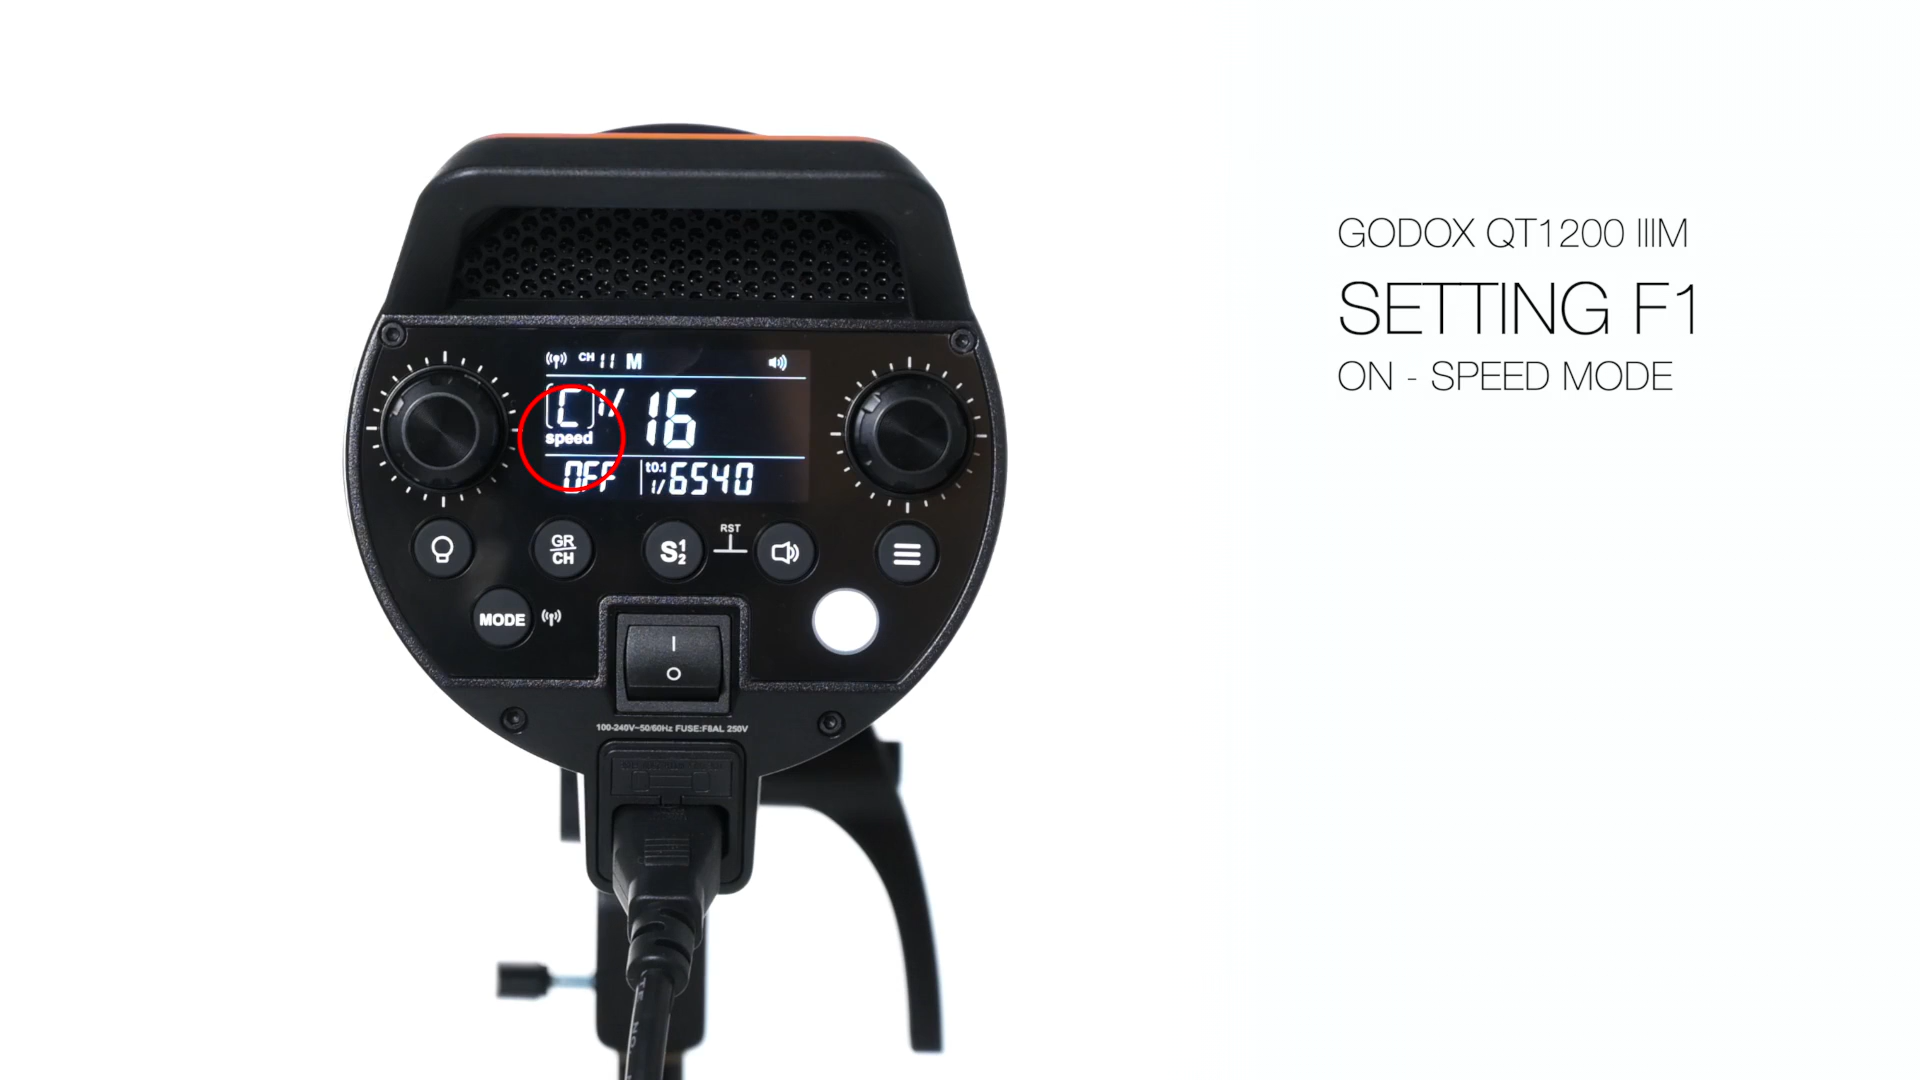 GODOX QT1200 IIIM
SETTING F1
ON - SPEED MODE
CH 11 M
C 1/16
speed
OFF t0.1 1/6540
RST
GR
CH
S1
2
MODE
I
O
100-240V~50/60Hz FUSE:F8AL 250V